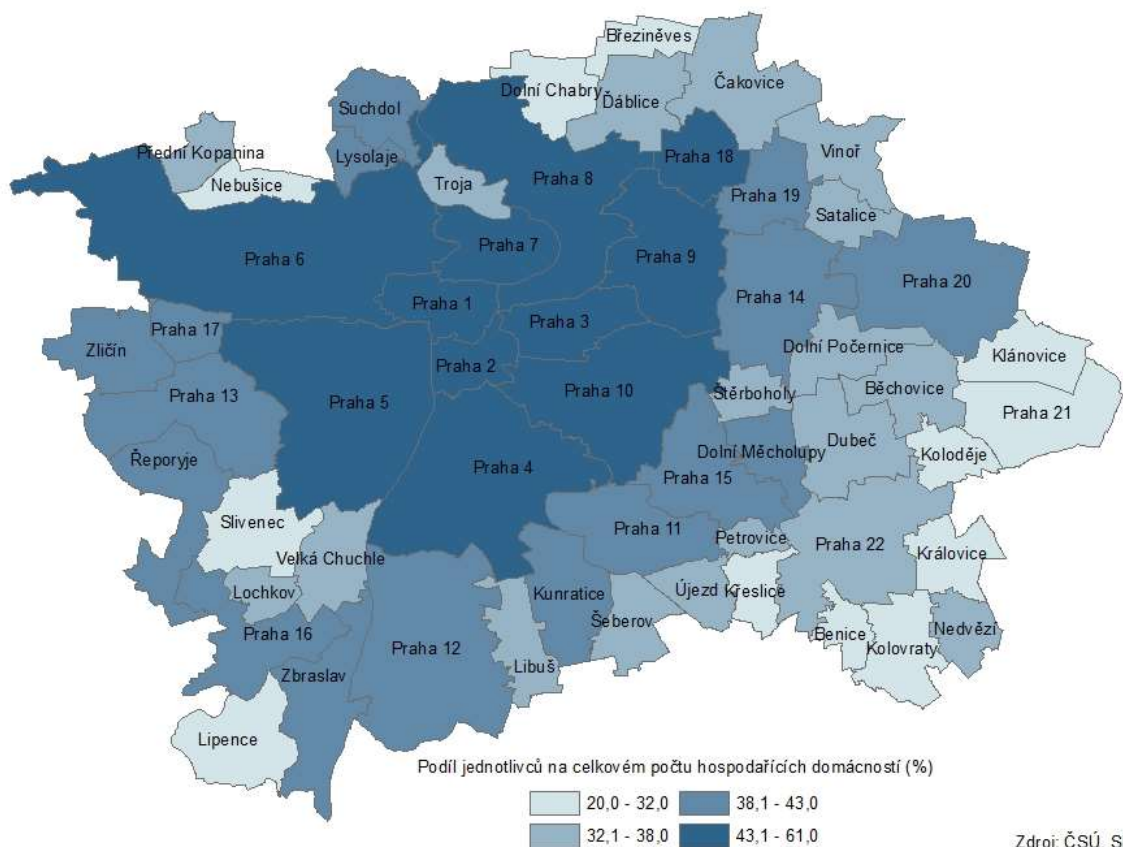 Březiněves
Dolní Chabry
Ďáblice
Čakovice
Suchdol
Přední Kopanina
Lysolaje
Nebušice
Troja
Praha 8
Praha 18
Vinoř
Praha 19
Satalice
Praha 7
Praha 9
Praha 6
Praha 20
Praha 14
Praha 1
Praha 3
Praha 17
Zličín
Praha 2
Dolní Počernice
Klánovice
Praha 13
Praha 5
Praha 10
Štěrboholy
Běchovice
Praha 21
Řeporyje
Praha 4
Dolní Měcholupy
Dubeč
Koloděje
Praha 15
Slivenec
Praha 11
Petrovice
Praha 22
Královice
Velká Chuchle
Lochkov
Kunratice
Újezd
Křeslice
Šeberov
Benice
Nedvězí
Kolovraty
Praha 16
Praha 12
Libuš
Zbraslav
Lipence
Podíl jednotlivců na celkovém počtu hospodařících domácností (%)
20,0 - 32,0
38,1 - 43,0
32,1 - 38,0
43,1 - 61,0
Zdroj: ČSÚ, S